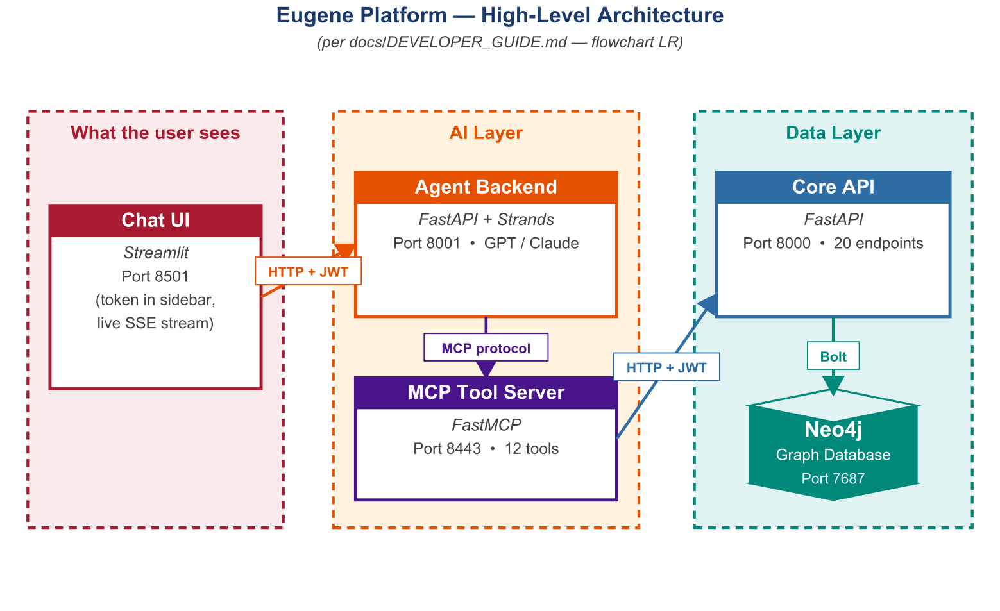 Eugene Platform — High-Level Architecture
(per docs/DEVELOPER_GUIDE.md — flowchart LR)
What the user sees
Chat UI
Streamlit
Port 8501
(token in sidebar,
live SSE stream)
HTTP + JWT
AI Layer
Agent Backend
FastAPI + Strands
Port 8001 • GPT / Claude
MCP protocol
MCP Tool Server
FastMCP
Port 8443 • 12 tools
HTTP + JWT
Data Layer
Core API
FastAPI
Port 8000 • 20 endpoints
Bolt
Neo4j
Graph Database
Port 7687